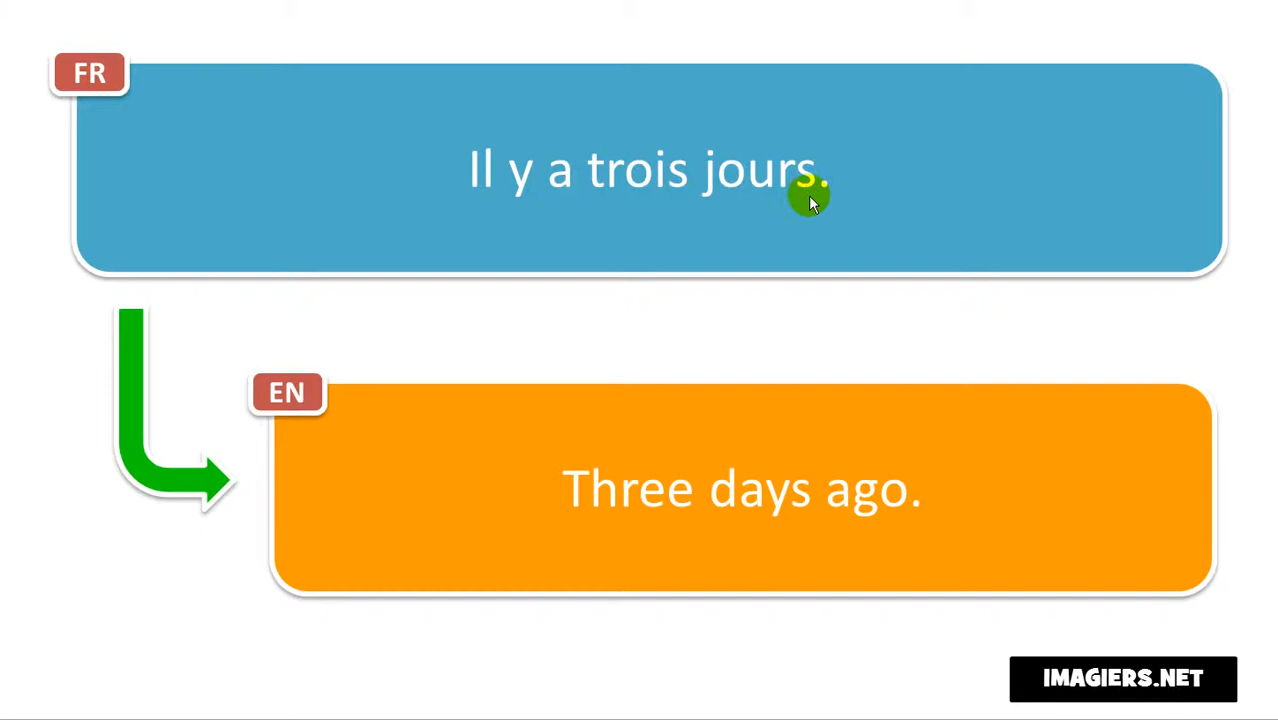 FR
Il y a trois jours.
EN
Three days ago.
IMAGIERS.NET